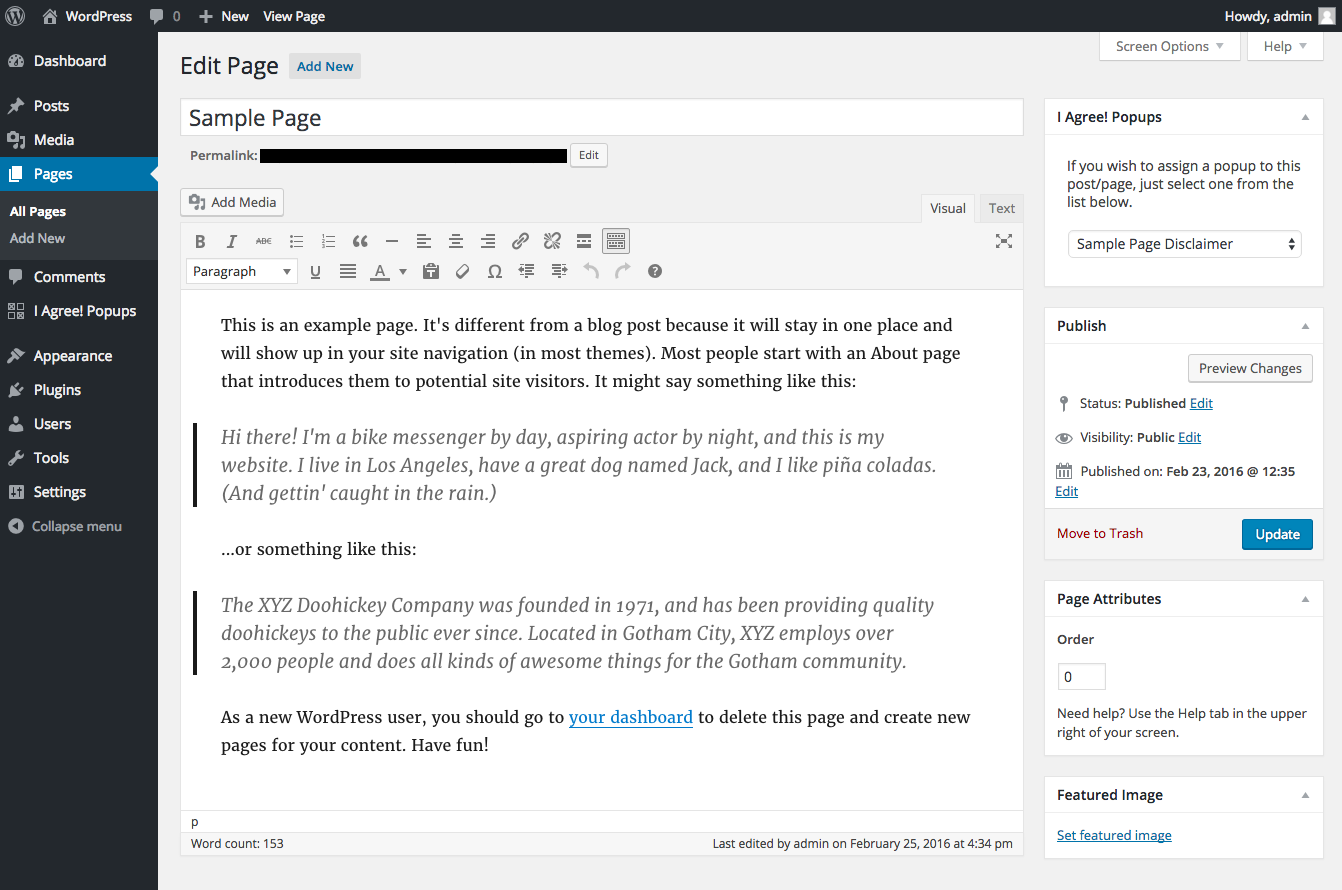 WordPress 0 New View Page Howdy, admin
Dashboard
Posts
Media
Pages
All Pages
Add New
Comments
I Agree! Popups
Appearance
Plugins
Users
Tools
Settings
Collapse menu
Screen Options Help
Edit Page Add New
Sample Page
Permalink: Edit
Add Media
Visual Text
B I ABC
Paragraph U A Ω ?
This is an example page. It's different from a blog post because it will stay in one place and
will show up in your site navigation (in most themes). Most people start with an About page
that introduces them to potential site visitors. It might say something like this:
Hi there! I'm a bike messenger by day, aspiring actor by night, and this is my
website. I live in Los Angeles, have a great dog named Jack, and I like piña coladas.
(And gettin' caught in the rain.)
...or something like this:
The XYZ Doohickey Company was founded in 1971, and has been providing quality
doohickeys to the public ever since. Located in Gotham City, XYZ employs over
2,000 people and does all kinds of awesome things for the Gotham community.
As a new WordPress user, you should go to your dashboard to delete this page and create new
pages for your content. Have fun!
p
Word count: 153 Last edited by admin on February 25, 2016 at 4:34 pm
I Agree! Popups
If you wish to assign a popup to this
post/page, just select one from the
list below.
Sample Page Disclaimer
Publish
Preview Changes
Status: Published Edit
Visibility: Public Edit
Published on: Feb 23, 2016 @ 12:35
Edit
Move to Trash Update
Page Attributes
Order
0
Need help? Use the Help tab in the upper
right of your screen.
Featured Image
Set featured image